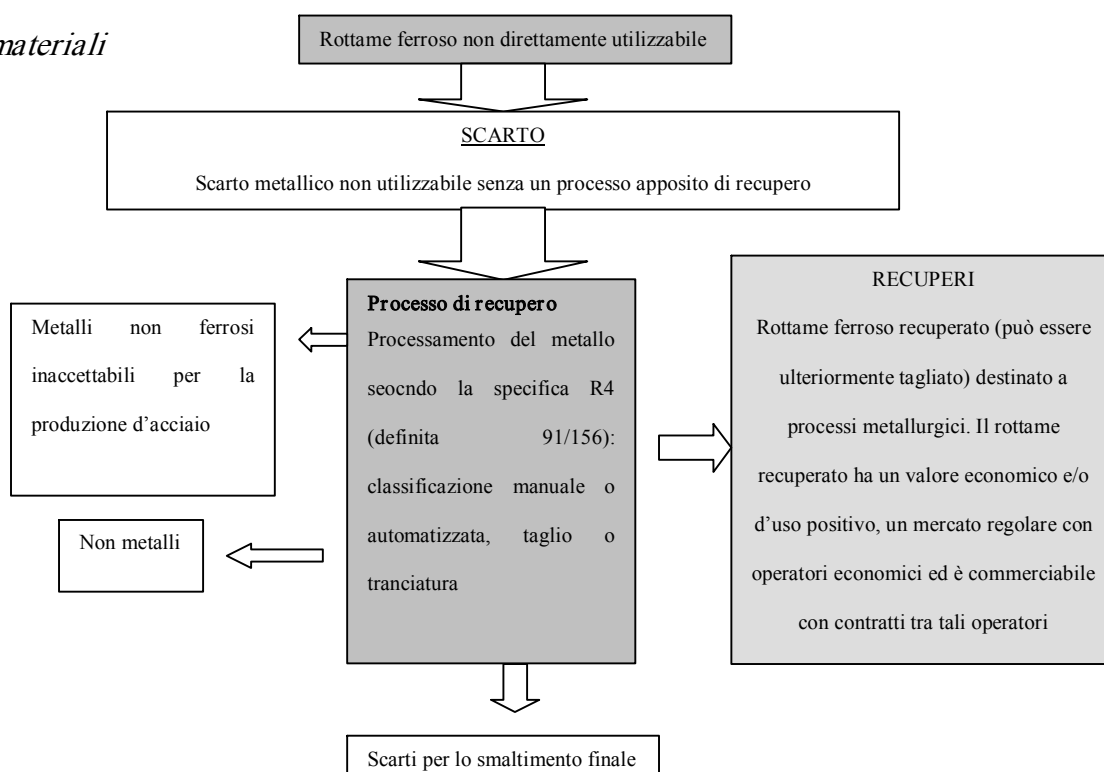 materiali
Rottame ferroso non direttamente utilizzabile
SCARTO
Scarto metallico non utilizzabile senza un processo apposito di recupero
Metalli non ferrosi
inaccettabili per la
produzione d’acciaio
Non metalli
Processo di recupero
Processamento del metallo
seocndo la specifica R4
(definita 91/156):
classificazione manuale o
automatizzata, taglio o
tranciatura
RECUPERI
Rottame ferroso recuperato (può essere
ulteriormente tagliato) destinato a
processi metallurgici. Il rottame
recuperato ha un valore economico e/o
d’uso positivo, un mercato regolare con
operatori economici ed è commerciabile
con contratti tra tali operatori
Scarti per lo smaltimento finale